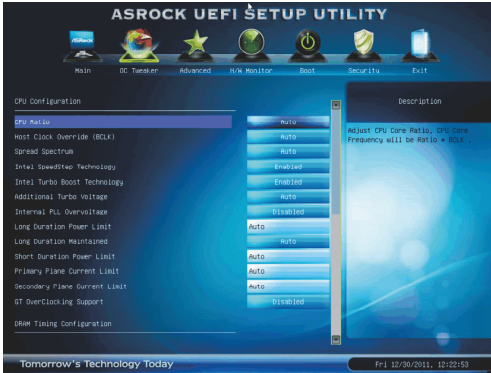 ASROCK UEFI SETUP UTILITY
ASRock
Main OC Tweaker Advanced H/W Monitor Boot Security Exit
CPU Configuration
Description
CPU Ratio Auto
Adjust CPU Core Ratio, CPU Core
Frequency will be Ratio * BCLK .
Host Clock Override (BCLK) Auto
Spread Spectrum Auto
Intel SpeedStep Technology Enabled
Intel Turbo Boost Technology Enabled
Additional Turbo Voltage Auto
Internal PLL Overvoltage Disabled
Long Duration Power Limit Auto
Long Duration Maintained Auto
Short Duration Power Limit Auto
Primary Plane Current Limit Auto
Secondary Plane Current Limit Auto
GT OverClocking Support Disabled
DRAM Timing Configuration
Tomorrow's Technology Today
Fri 12/30/2011, 12:22:53